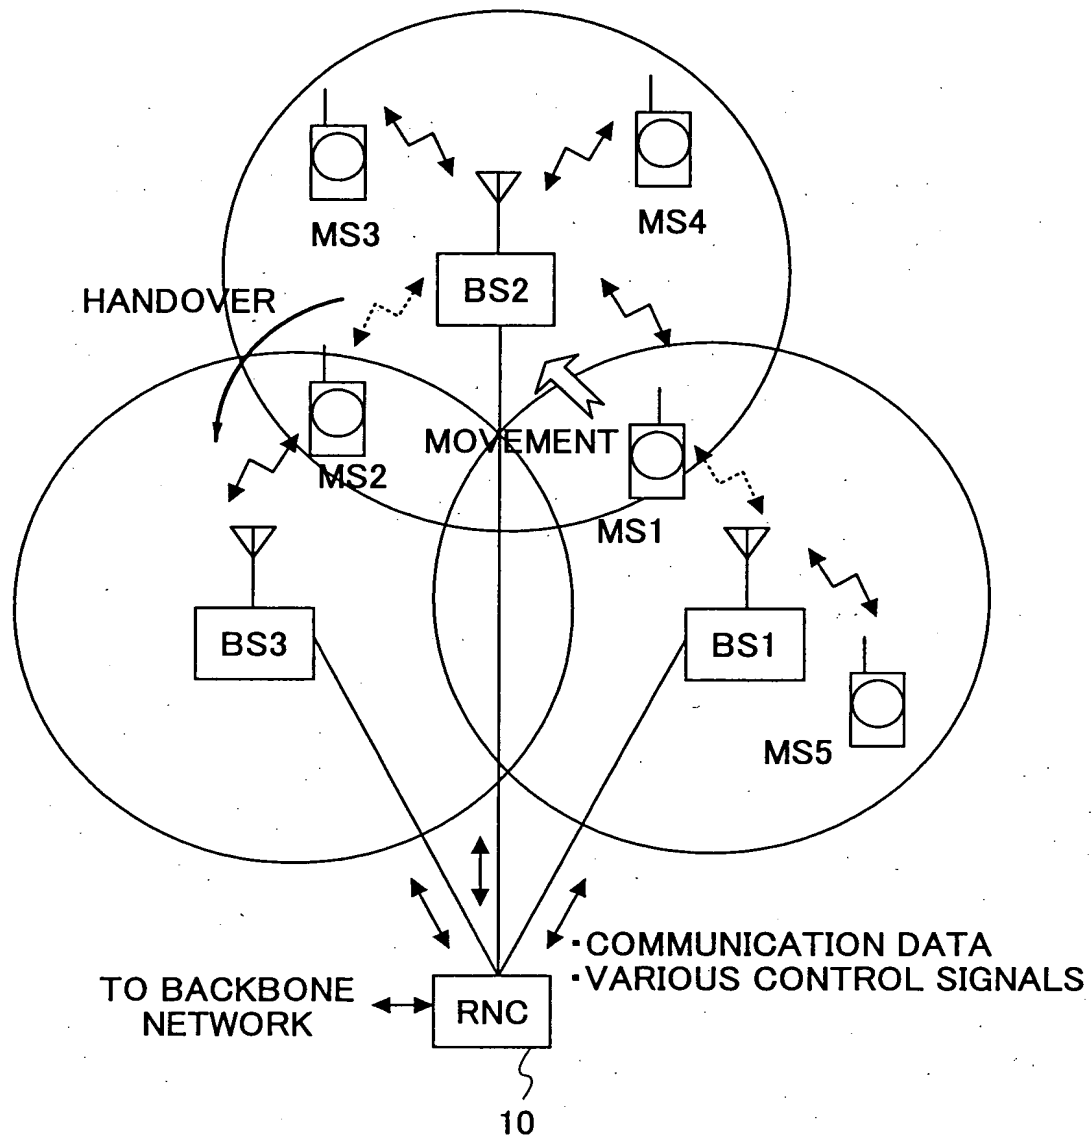 MS3
MS4
BS2
HANDOVER
MOVEMENT
MS2
MS1
BS3
BS1
MS5
・COMMUNICATION DATA
・VARIOUS CONTROL SIGNALS
TO BACKBONE
NETWORK
RNC
10